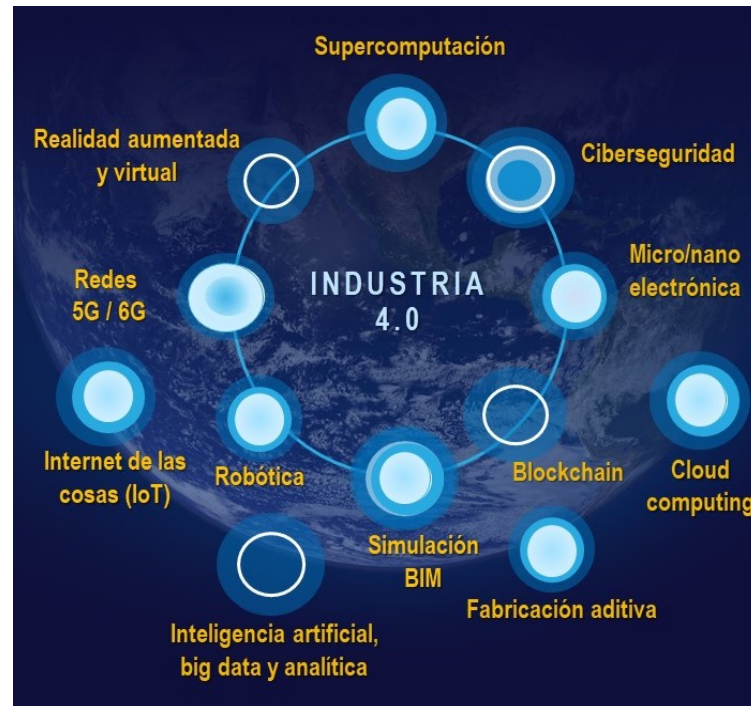 Supercomputación
Realidad aumentada
y virtual
Ciberseguridad
Redes
5G / 6G
INDUSTRIA
4.0
Micro/nano
electrónica
Internet de las
cosas (IoT)
Robótica
Blockchain
Cloud
computing
Simulación
BIM
Fabricación aditiva
Inteligencia artificial,
big data y analítica